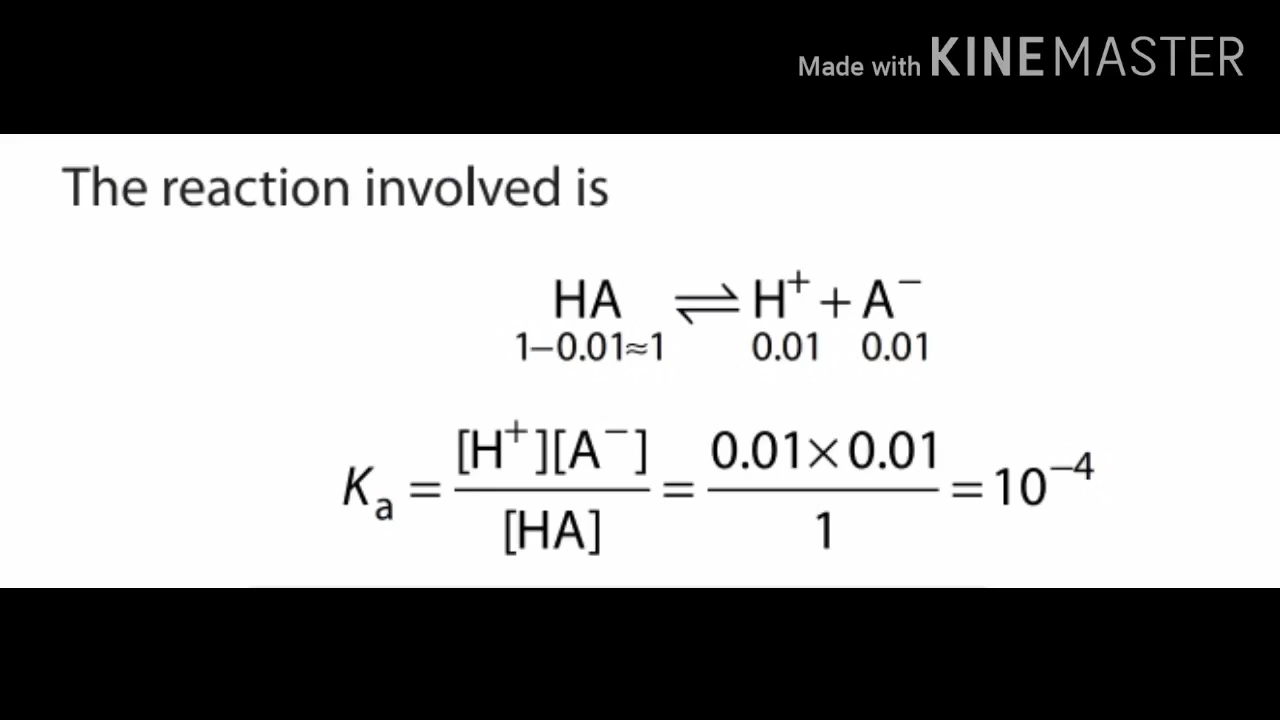 Made with KINEMASTER
The reaction involved is
HA ⇌ H⁺ + A⁻
1−0.01≈1 0.01 0.01
Kₐ = [H⁺][A⁻] / [HA] = 0.01×0.01 / 1 = 10⁻⁴